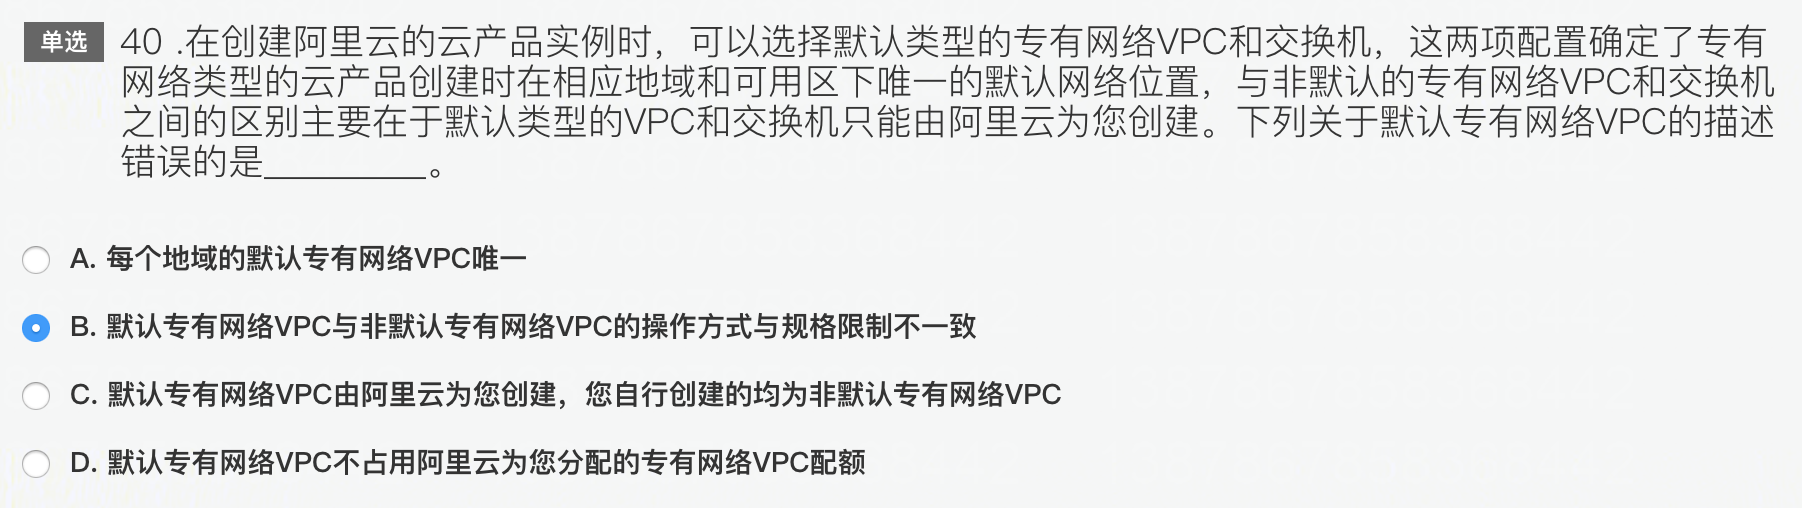 单选 40 .在创建阿里云的云产品实例时，可以选择默认类型的专有网络VPC和交换机，这两项配置确定了专有
网络类型的云产品创建时在相应地域和可用区下唯一的默认网络位置，与非默认的专有网络VPC和交换机
之间的区别主要在于默认类型的VPC和交换机只能由阿里云为您创建。下列关于默认专有网络VPC的描述
错误的是_________。
A. 每个地域的默认专有网络VPC唯一
B. 默认专有网络VPC与非默认专有网络VPC的操作方式与规格限制不一致
C. 默认专有网络VPC由阿里云为您创建，您自行创建的均为非默认专有网络VPC
D. 默认专有网络VPC不占用阿里云为您分配的专有网络VPC配额